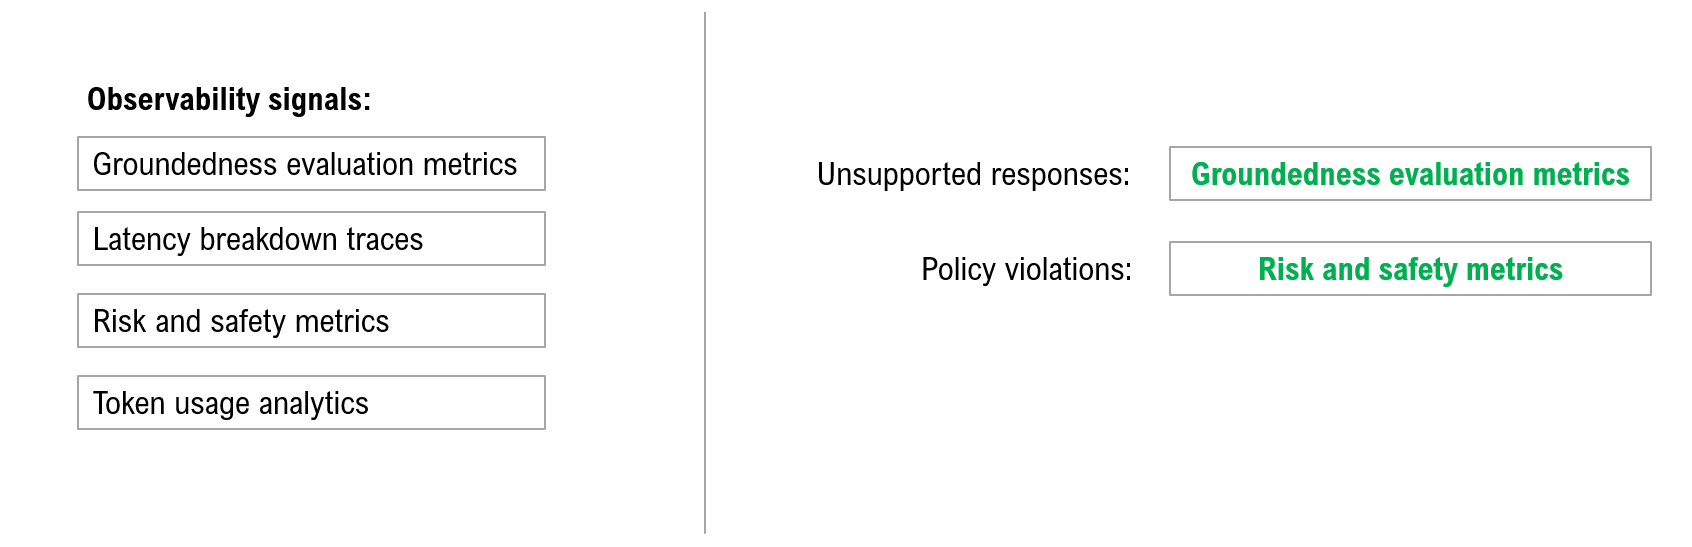 Observability signals:
Groundedness evaluation metrics
Latency breakdown traces
Risk and safety metrics
Token usage analytics
Unsupported responses: Groundedness evaluation metrics
Policy violations: Risk and safety metrics